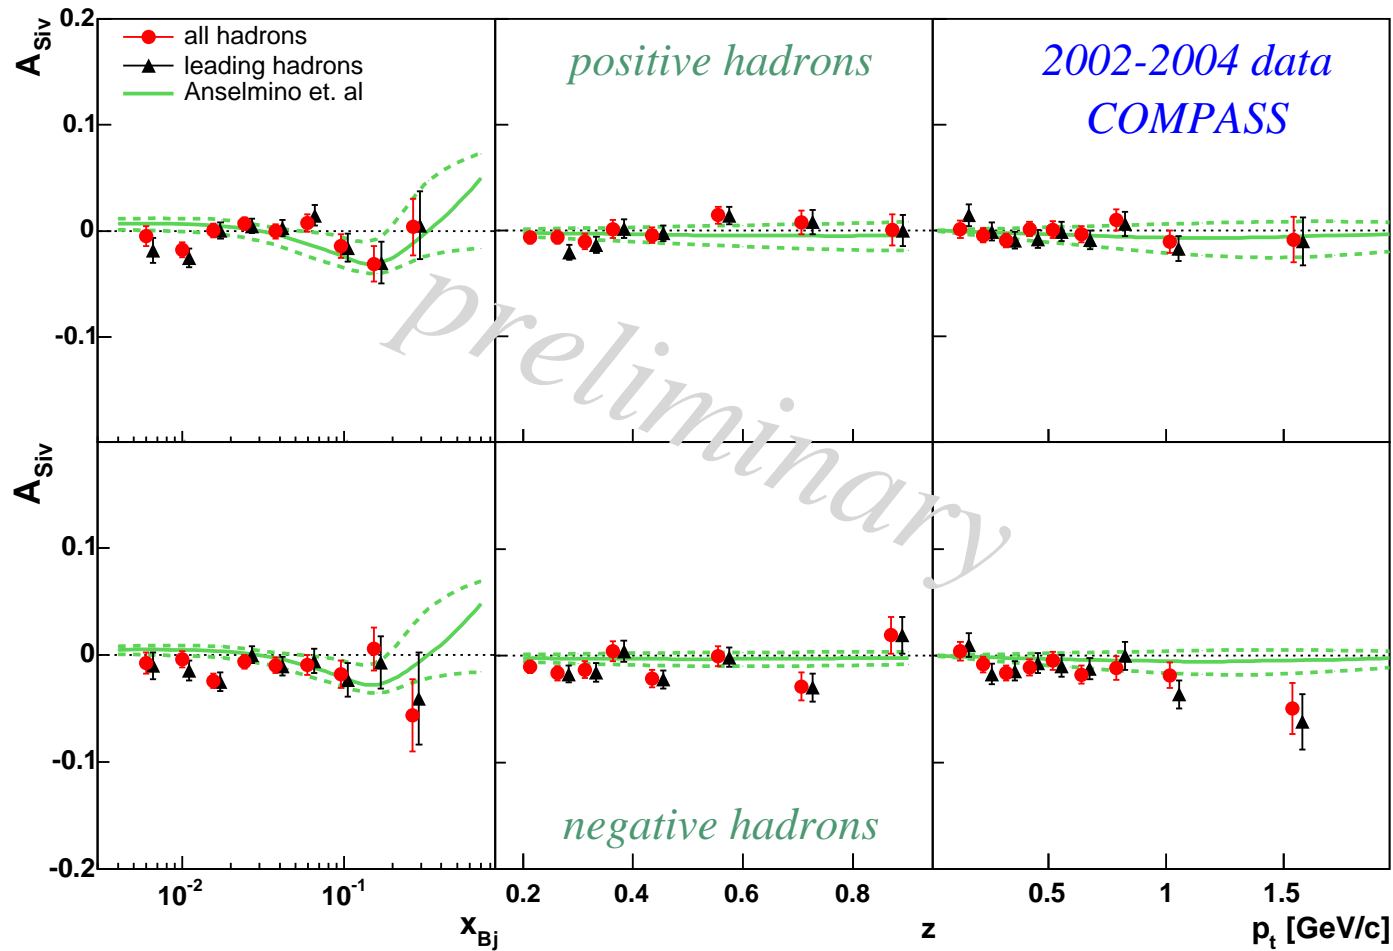 A_Siv
0.2
0.1
0
-0.1
all hadrons
leading hadrons
Anselmino et. al
positive hadrons
2002-2004 data
COMPASS
preliminary
A_Siv
0.1
0
-0.1
-0.2
negative hadrons
10^-2 10^-1
x_Bj
0.2 0.4 0.6 0.8
z
0.5 1 1.5
p_t [GeV/c]